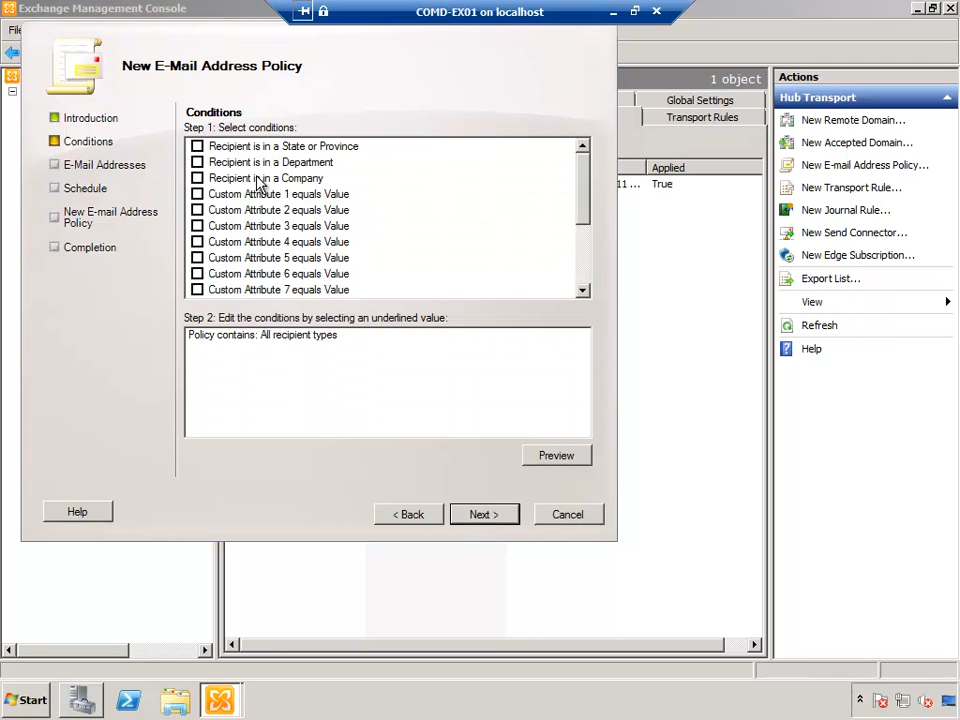 Exchange Management Console
COMD-EX01 on localhost
New E-Mail Address Policy
Introduction
Conditions
E-Mail Addresses
Schedule
New E-mail Address
Policy
Completion
Conditions
Step 1: Select conditions:
Recipient is in a State or Province
Recipient is in a Department
Recipient is in a Company
Custom Attribute 1 equals Value
Custom Attribute 2 equals Value
Custom Attribute 3 equals Value
Custom Attribute 4 equals Value
Custom Attribute 5 equals Value
Custom Attribute 6 equals Value
Custom Attribute 7 equals Value
Step 2: Edit the conditions by selecting an underlined value:
Policy contains: All recipient types
Preview
Help
< Back
Next >
Cancel
1 object
Global Settings
Transport Rules
Applied
11 ...
True
Actions
Hub Transport
New Remote Domain...
New Accepted Domain...
New E-mail Address Policy...
New Transport Rule...
New Journal Rule...
New Send Connector...
New Edge Subscription...
Export List...
View
Refresh
Help
Start